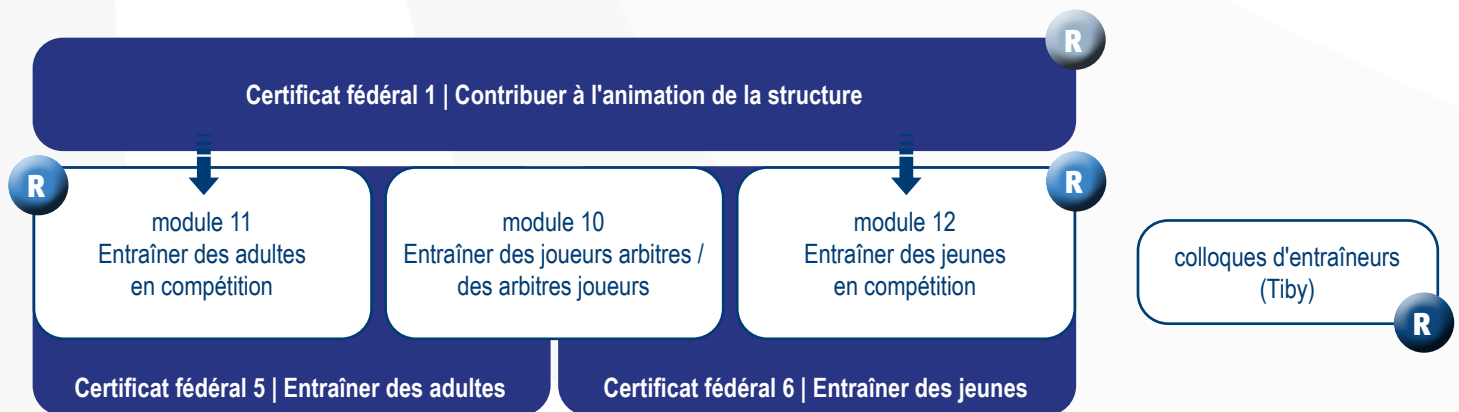 R
Certificat fédéral 1 | Contribuer à l'animation de la structure
R
module 11
Entraîner des adultes
en compétition
module 10
Entraîner des joueurs arbitres /
des arbitres joueurs
R
module 12
Entraîner des jeunes
en compétition
colloques d'entraîneurs
(Tiby)
R
Certificat fédéral 5 | Entraîner des adultes
Certificat fédéral 6 | Entraîner des jeunes